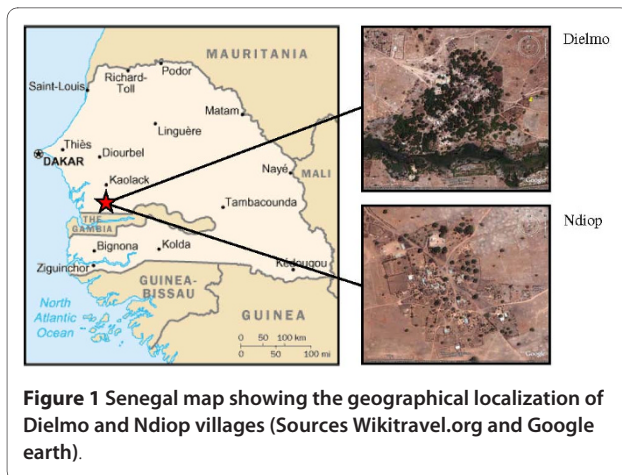 MAURITANIA
Podor
Richard-Toll
Saint-Louis
Matam
Linguère
Thiès
Diourbel
DAKAR
Kaolack
Nayé
MALI
Tambacounda
THE GAMBIA
Bignona
Kolda
Ziguinchor
Kédougou
GUINEA-BISSAU
North Atlantic Ocean
GUINEA
0 50 100 km
0 50 100 mi
Dielmo
Google
Ndiop
Google
Figure 1 Senegal map showing the geographical localization of
Dielmo and Ndiop villages (Sources Wikitravel.org and Google
earth).